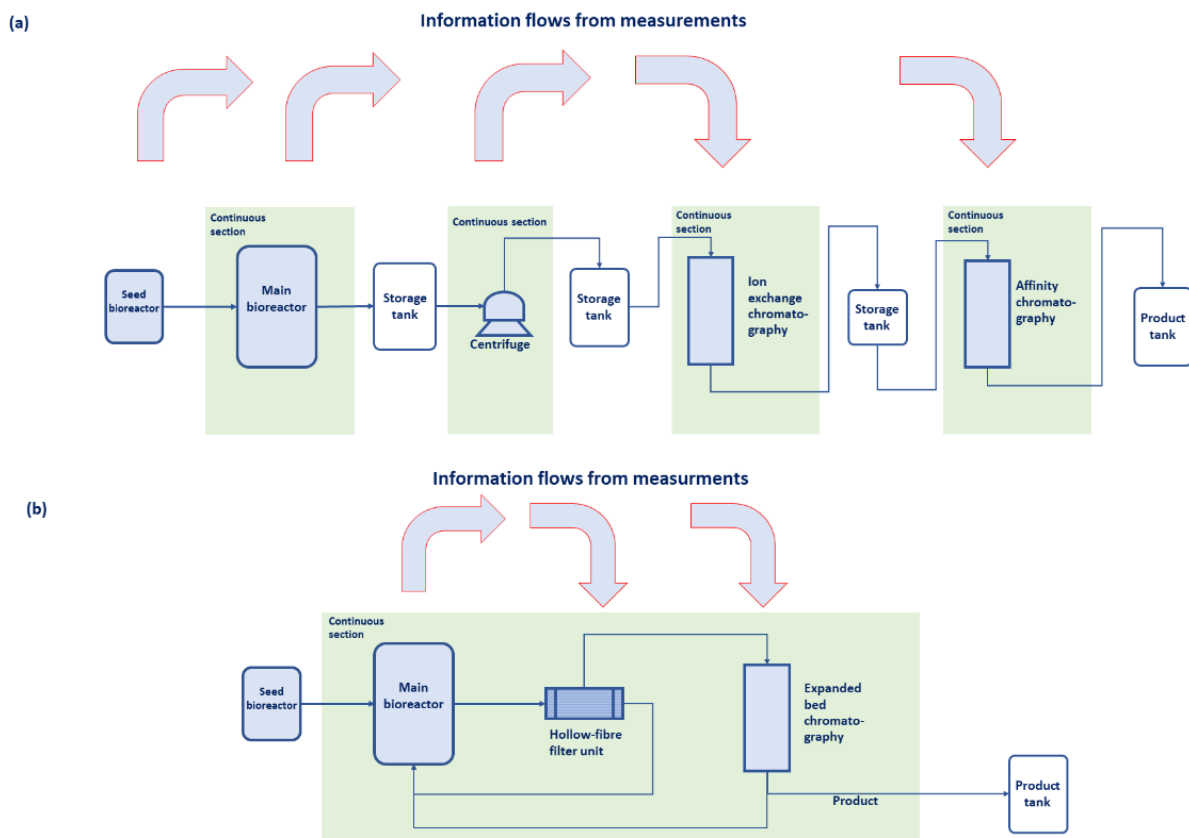 Information flows from measurements
(a)
Continuous
section
Continuous section
Continuous
section
Continuous
section
Seed
bioreactor
Main
bioreactor
Storage
tank
Centrifuge
Storage
tank
Ion
exchange
chromato-
graphy
Storage
tank
Affinity
chromato-
graphy
Product
tank
Information flows from measurments
(b)
Continuous
section
Seed
bioreactor
Main
bioreactor
Hollow-fibre
filter unit
Expanded
bed
chromato-
graphy
Product
Product
tank